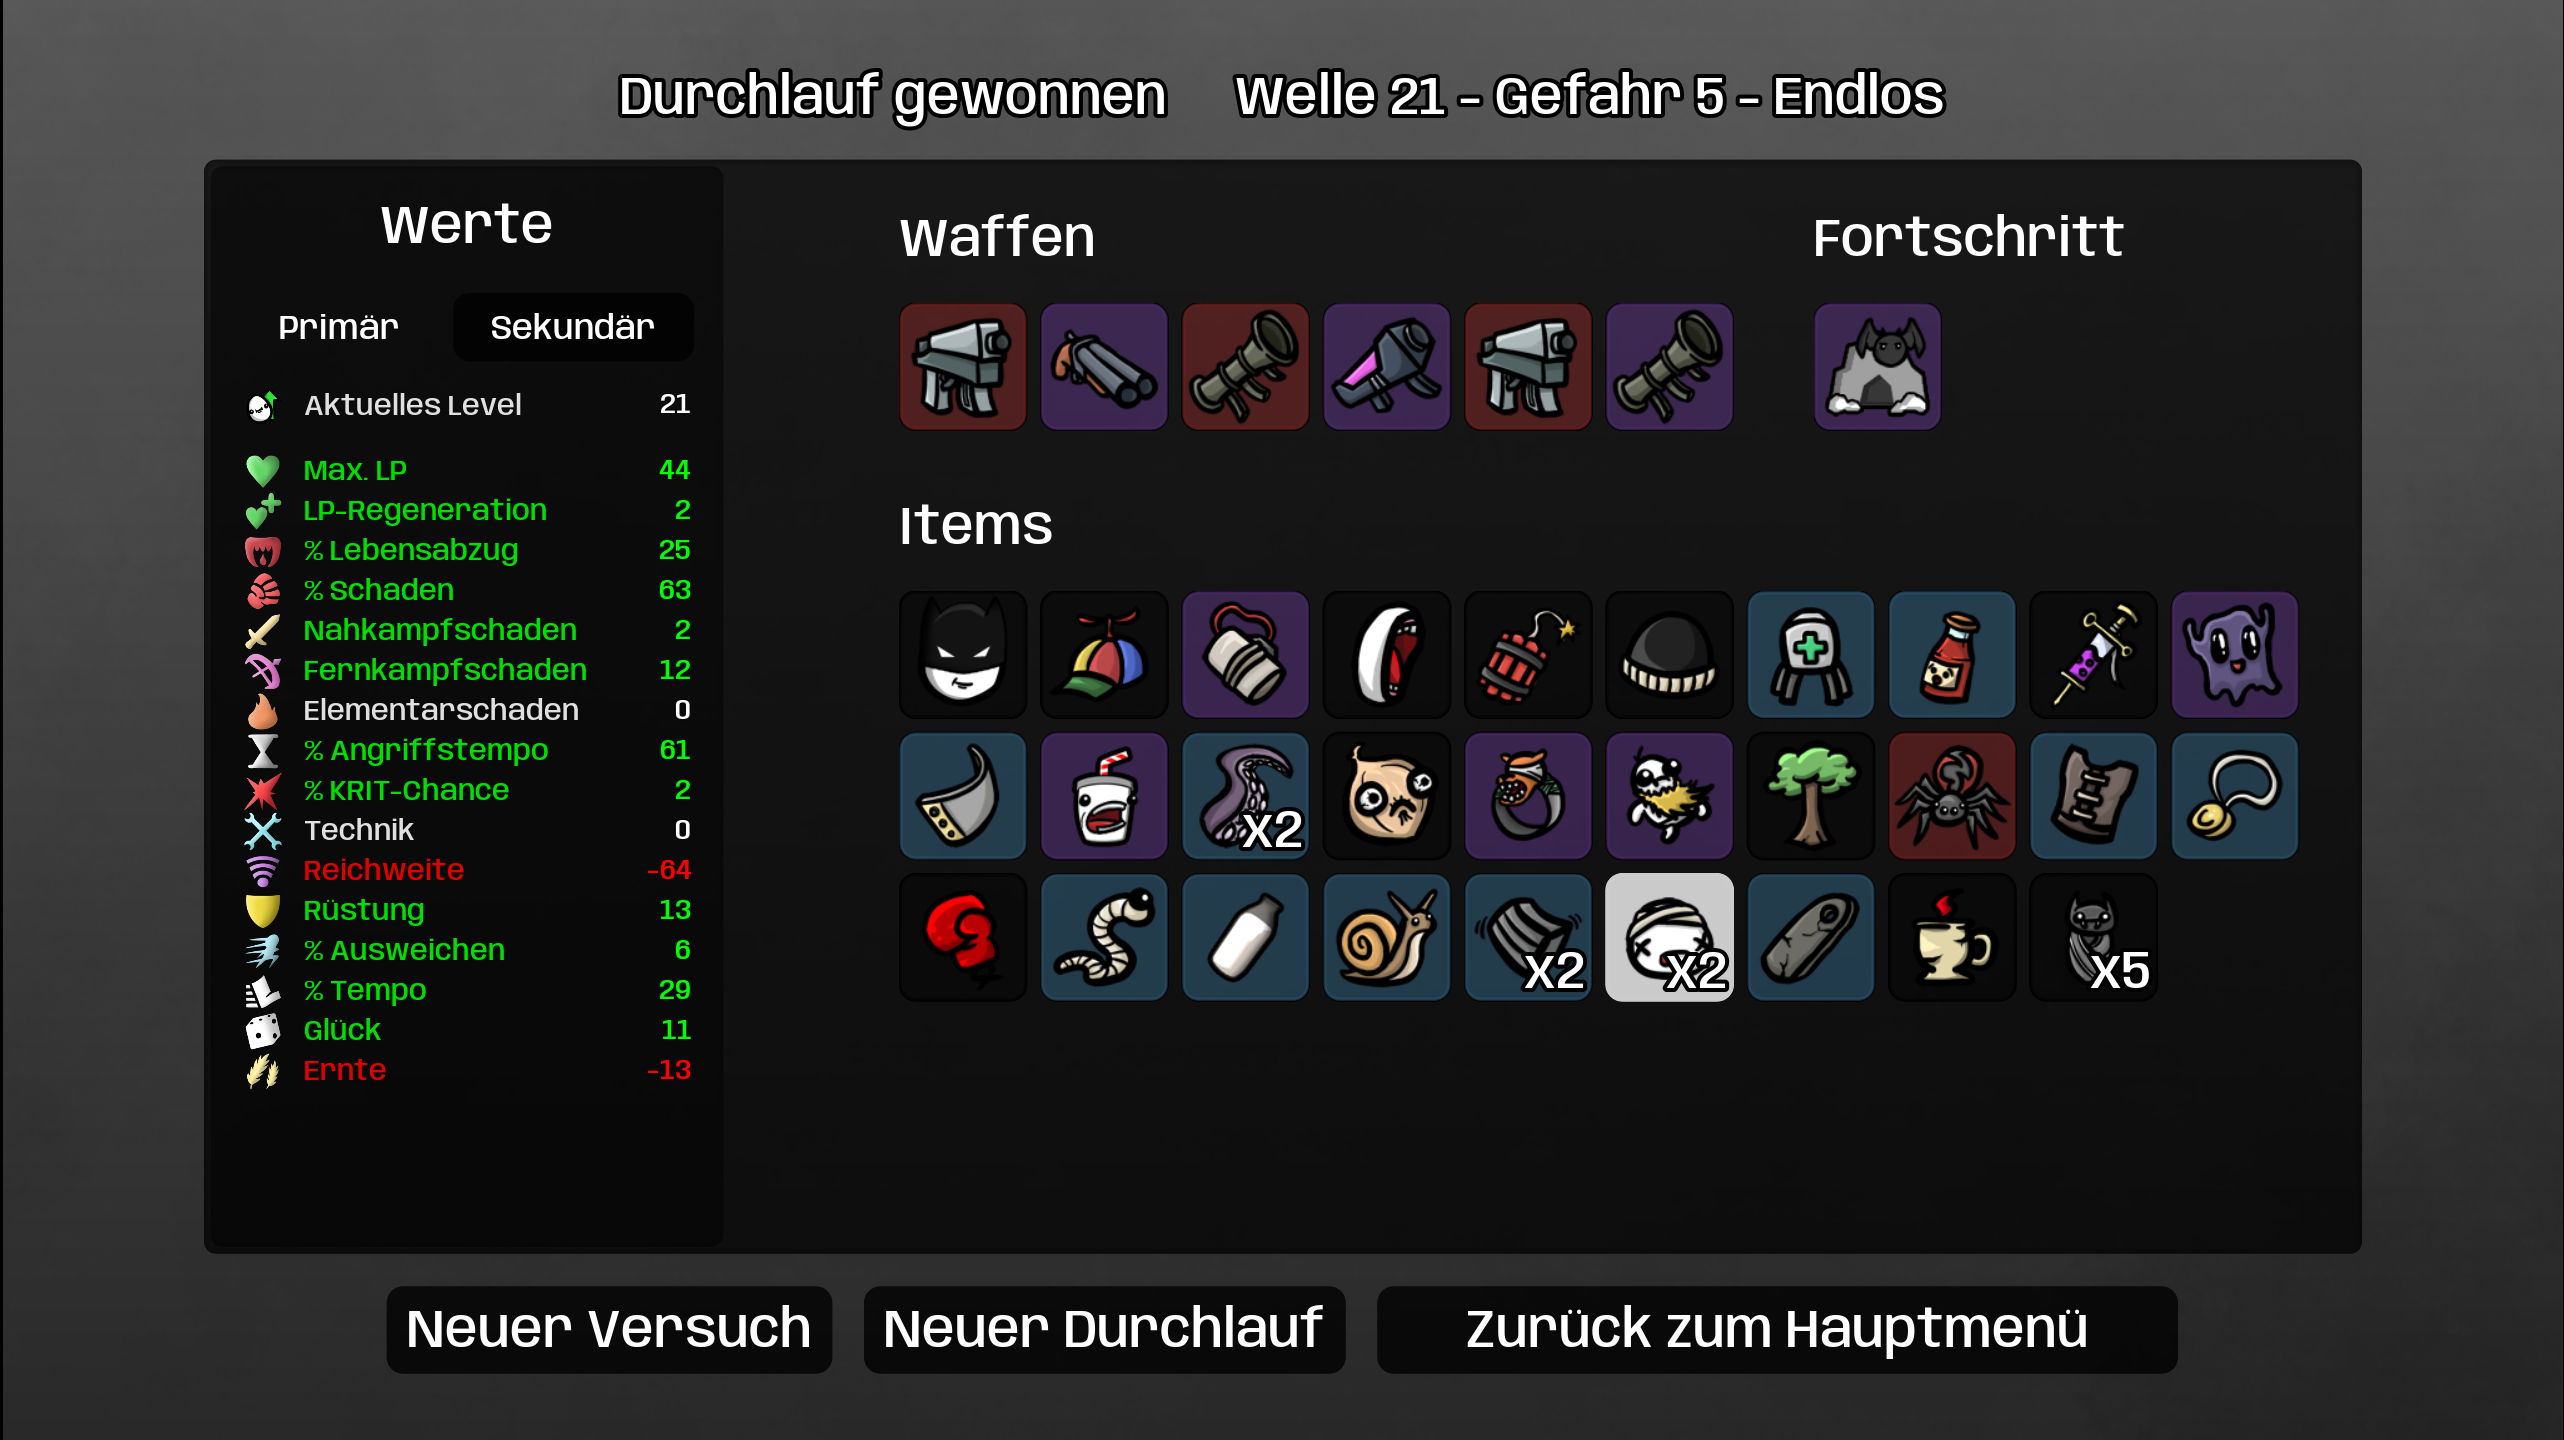 Durchlauf gewonnen Welle 21 - Gefahr 5 - Endlos
Werte
Primär Sekundär
Aktuelles Level 21
Max. LP 44
LP-Regeneration 2
% Lebensabzug 25
% Schaden 63
Nahkampfschaden 2
Fernkampfschaden 12
Elementarschaden 0
% Angriffstempo 61
% KRIT-Chance 2
Technik 0
Reichweite -64
Rüstung 13
% Ausweichen 6
% Tempo 29
Glück 11
Ernte -13
Waffen
Fortschritt
Items
X2
X2
X2
X5
Neuer Versuch
Neuer Durchlauf
Zurück zum Hauptmenü